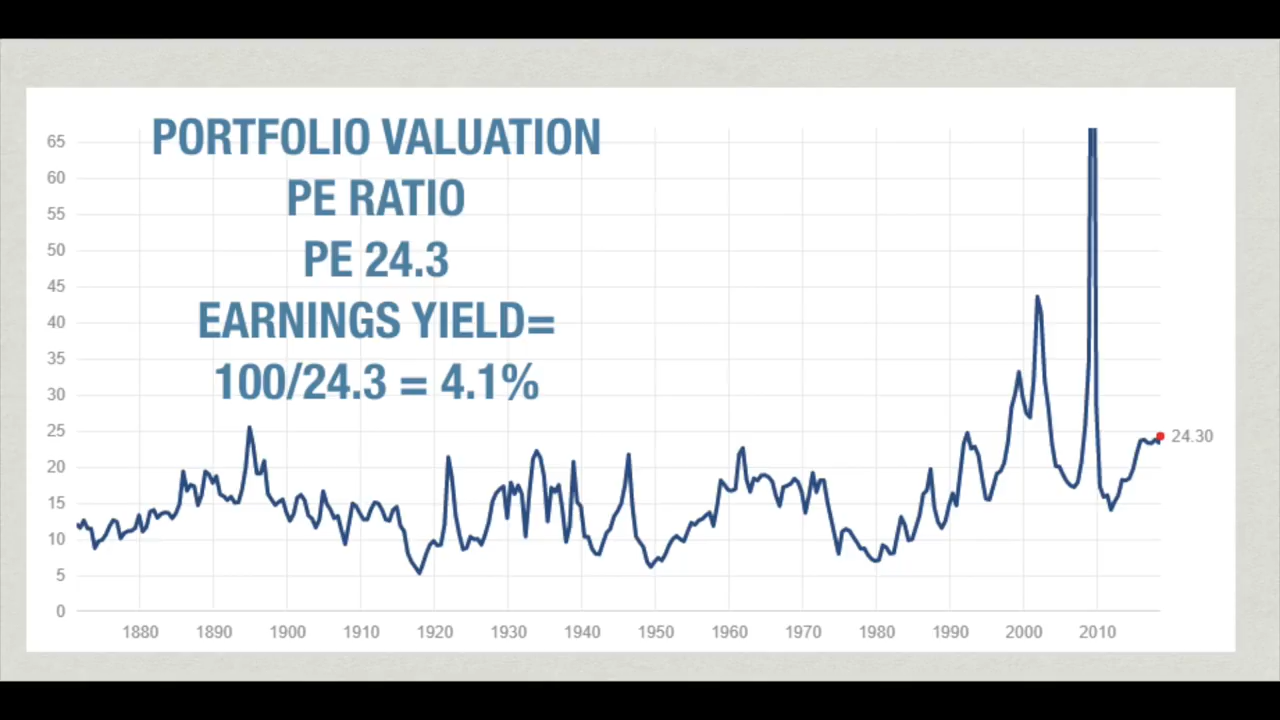 PORTFOLIO VALUATION
PE RATIO
PE 24.3
EARNINGS YIELD=
100/24.3 = 4.1%
65
60
55
50
45
40
35
30
25
20
15
10
5
0
24.30
1880 1890 1900 1910 1920 1930 1940 1950 1960 1970 1980 1990 2000 2010